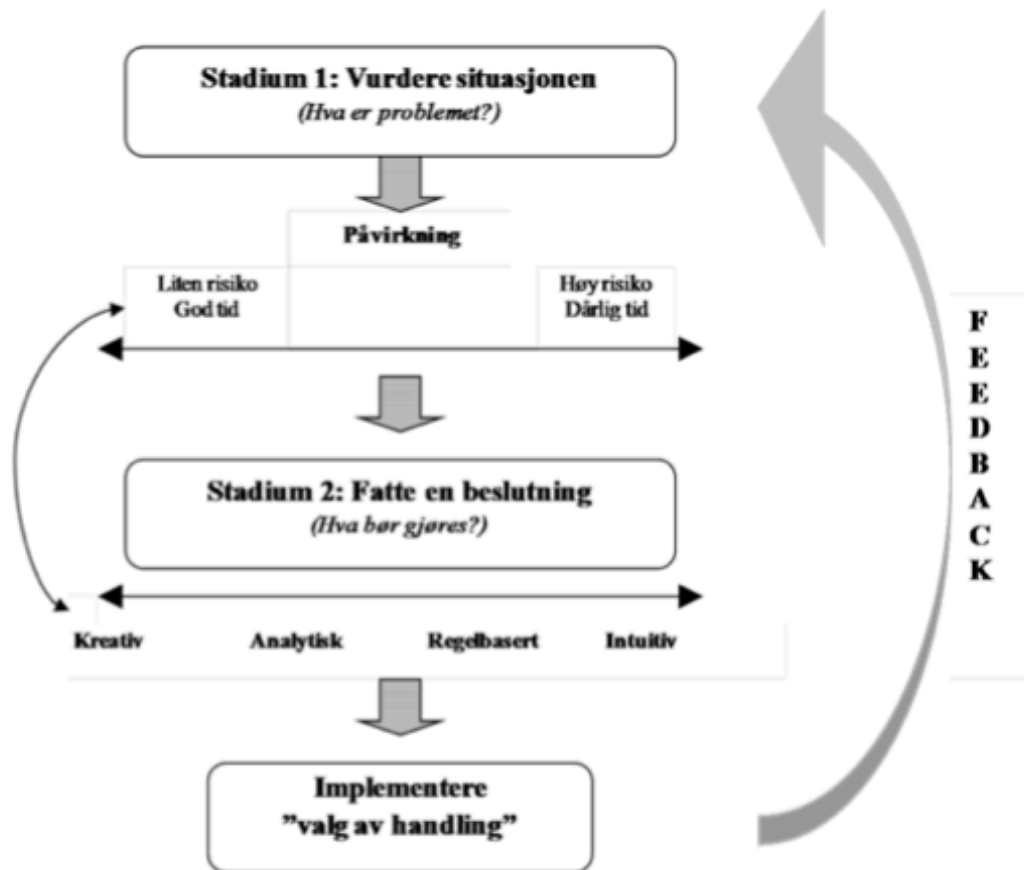 Stadium 1: Vurdere situasjonen
(Hva er problemet?)
Påvirkning
Liten risiko
God tid
Høy risiko
Dårlig tid
Stadium 2: Fatte en beslutning
(Hva bør gjøres?)
Kreativ
Analytisk
Regelbasert
Intuitiv
Implementere
”valg av handling”
F
E
E
D
B
A
C
K